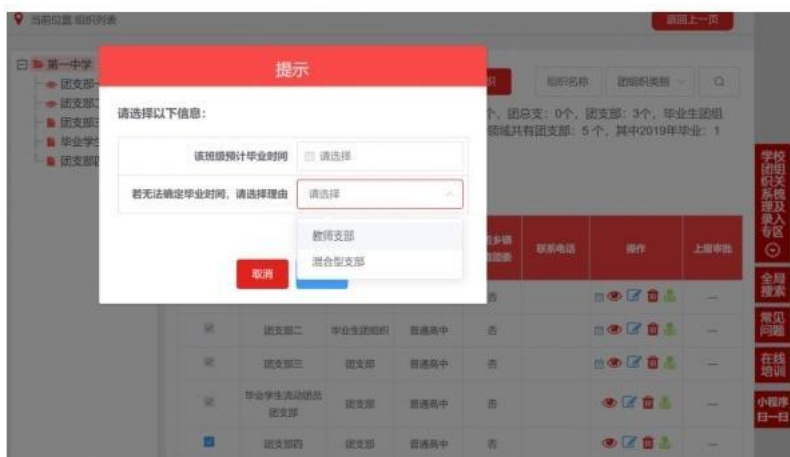 当前位置 组织列表
返回上一页
第一中学
团支部一
团支部二
团支部三
毕业学生
团支部四
提示
请选择以下信息：
该班级预计毕业时间
请选择
若无法确定毕业时间，请选择理由
请选择
教师支部
混合型支部
取消
织
组织名称
团组织类别
个，团总支：0个，团支部：3个，毕业生团组
领域共有团支部：5 个，其中2019年毕业：1
乡镇
联系电话
操作
上级审批
否
—
团支部二
毕业生团组织
普通高中
否
—
团支部三
团支部
普通高中
否
—
毕业学生流动团员
团支部
团支部
普通高中
否
—
团支部四
团支部
普通高中
否
—
学校
团组
织关
系梳
理及
录入
专区
全局
搜索
常见
问题
在线
培训
小程序
扫一扫